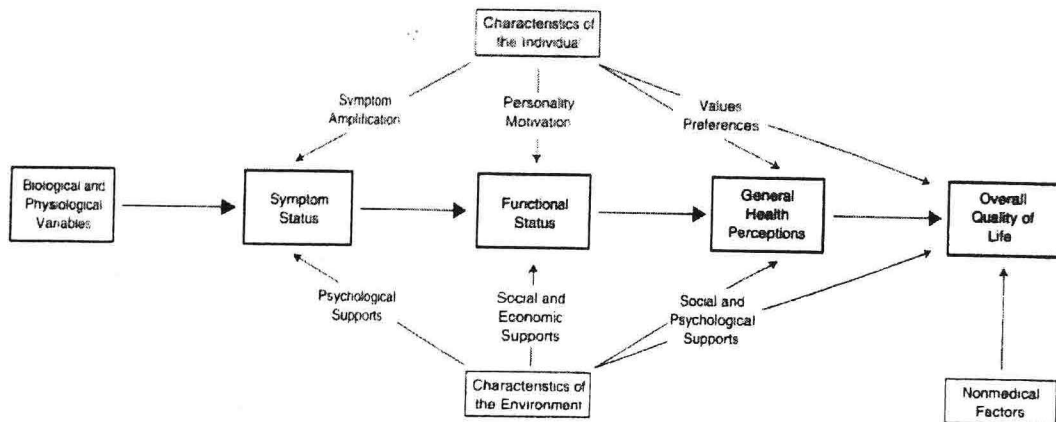 Characteristics of
the Individual
Symptom
Amplification
Personality
Motivation
Values
Preferences
Biological and
Physiological
Variables
Symptom
Status
Functional
Status
General
Health
Perceptions
Overall
Quality of
Life
Psychological
Supports
Social and
Economic
Supports
Social and
Psychological
Supports
Characteristics of
the Environment
Nonmedical
Factors